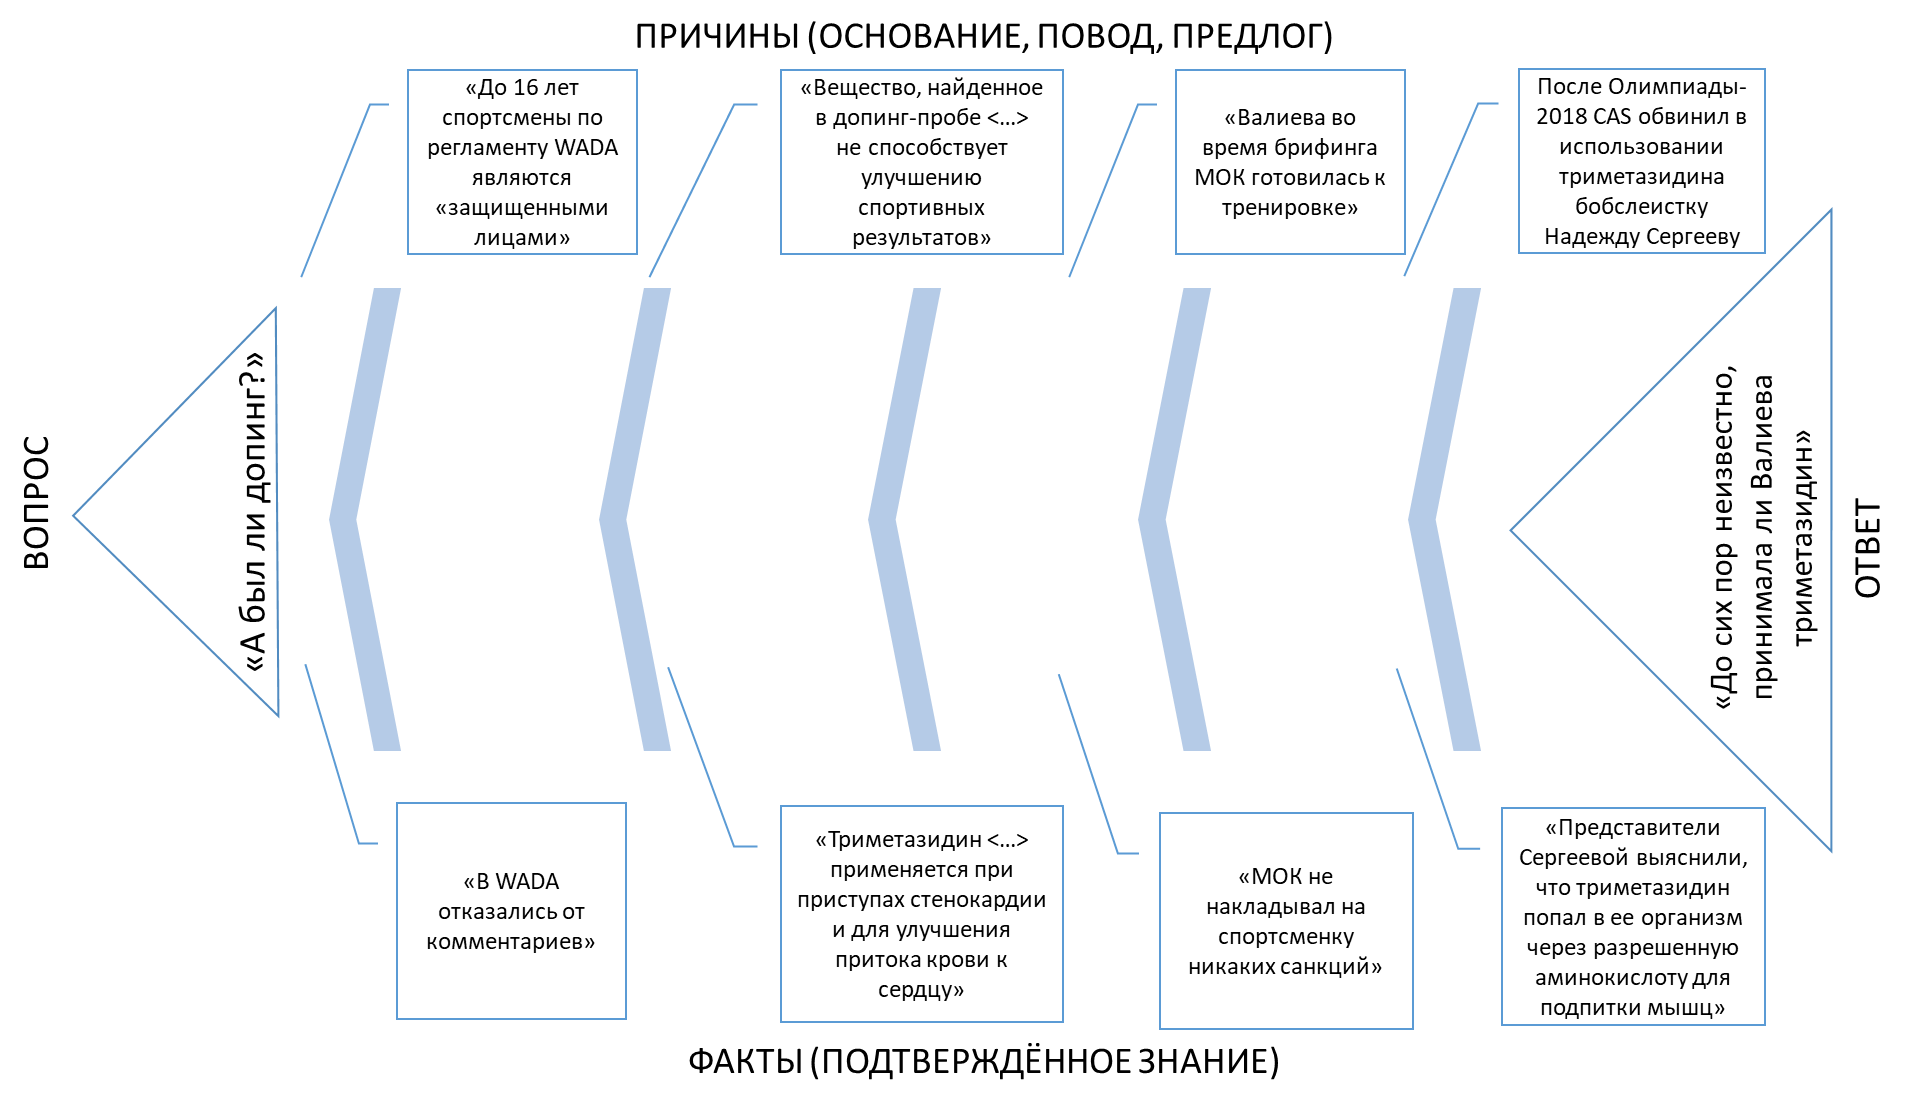 ПРИЧИНЫ (ОСНОВАНИЕ, ПОВОД, ПРЕДЛОГ)
«До 16 лет
спортсмены по
регламенту WADA
являются
«защищенными
лицами»
«Вещество, найденное
в допинг-пробе <…>
не способствует
улучшению
спортивных
результатов»
«Валиева во
время брифинга
МОК готовилась к
тренировке»
После Олимпиады-
2018 CAS обвинил в
использовании
триметазидина
бобслеистку
Надежду Сергееву
ВОПРОС
«А был ли допинг?»
«До сих пор неизвестно,
принимала ли Валиева
триметазидин»
ОТВЕТ
«В WADA
отказались от
комментариев»
«Триметазидин <…>
применяется при
приступах стенокардии
и для улучшения
притока крови к
сердцу»
«МОК не
накладывал на
спортсменку
никаких санкций»
«Представители
Сергеевой выяснили,
что триметазидин
попал в ее организм
через разрешенную
аминокислоту для
подпитки мышц»
ФАКТЫ (ПОДТВЕРЖДЁННОЕ ЗНАНИЕ)